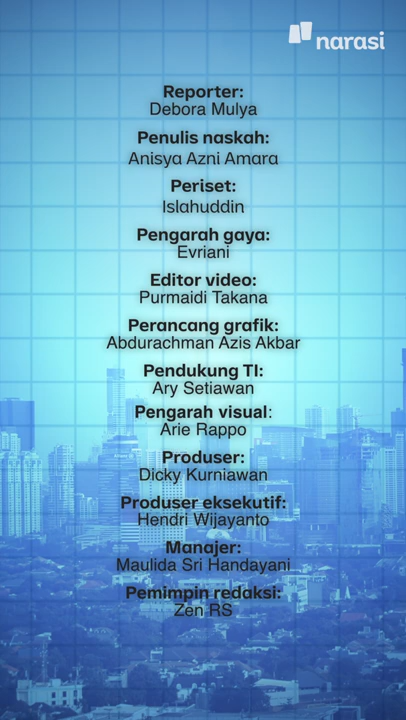 narasi
Reporter:
Debora Mulya
Penulis naskah:
Anisya Azni Amara
Periset:
Islahuddin
Pengarah gaya:
Evriani
Editor video:
Purmaidi Takana
Perancang grafik:
Abdurachman Azis Akbar
Pendukung TI:
Ary Setiawan
Pengarah visual:
Arie Rappo
Produser:
Dicky Kurniawan
Produser eksekutif:
Hendri Wijayanto
Manajer:
Maulida Sri Handayani
Pemimpin redaksi:
Zen RS